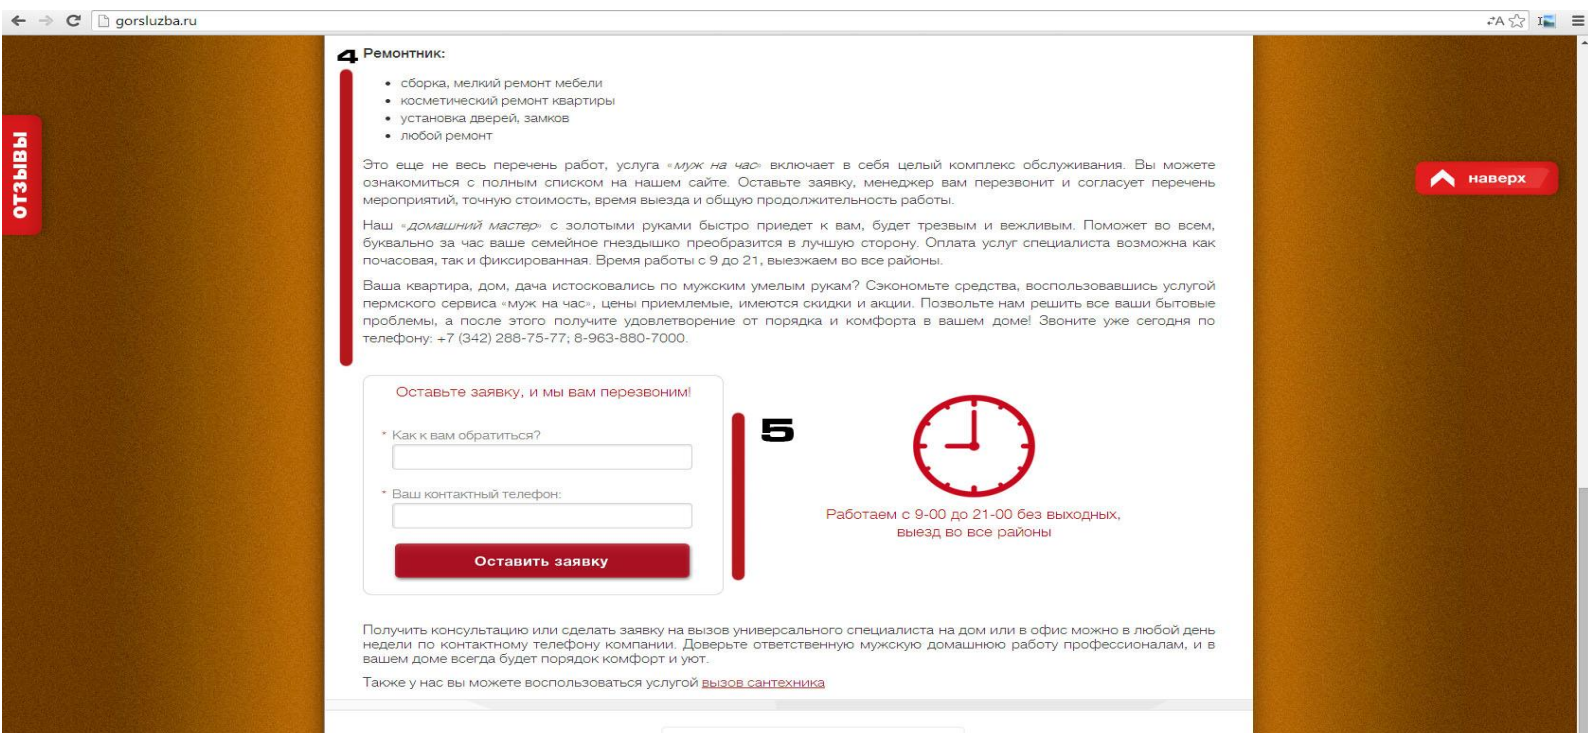 gorsluzba.ru
4 Ремонтник:
• сборка, мелкий ремонт мебели
• косметический ремонт квартиры
• установка дверей, замков
• любой ремонт
Это еще не весь перечень работ, услуга «муж на час» включает в себя целый комплекс обслуживания. Вы можете
ознакомиться с полным списком на нашем сайте. Оставьте заявку, менеджер вам перезвонит и согласует перечень
мероприятий, точную стоимость, время выезда и общую продолжительность работы.
Наш «домашний мастер» с золотыми руками быстро приедет к вам, будет трезвым и вежливым. Поможет во всем,
буквально за час ваше семейное гнездышко преобразится в лучшую сторону. Оплата услуг специалиста возможна как
почасовая, так и фиксированная. Время работы с 9 до 21, выезжаем во все районы.
Ваша квартира, дом, дача истосковались по мужским умелым рукам? Сэкономьте средства, воспользовавшись услугой
пермского сервиса «муж на час», цены приемлемые, имеются скидки и акции. Позвольте нам решить все ваши бытовые
проблемы, а после этого получите удовлетворение от порядка и комфорта в вашем доме! Звоните уже сегодня по
телефону: +7 (342) 288-75-77; 8-963-880-7000.
отзывы
наверх
Оставьте заявку, и мы вам перезвоним!
* Как к вам обратиться?
* Ваш контактный телефон:
Оставить заявку
5
Работаем с 9-00 до 21-00 без выходных,
выезд во все районы
Получить консультацию или сделать заявку на вызов универсального специалиста на дом или в офис можно в любой день
недели по контактному телефону компании. Доверьте ответственную мужскую домашнюю работу профессионалам, и в
вашем доме всегда будет порядок комфорт и уют.
Также у нас вы можете воспользоваться услугой вызов сантехника